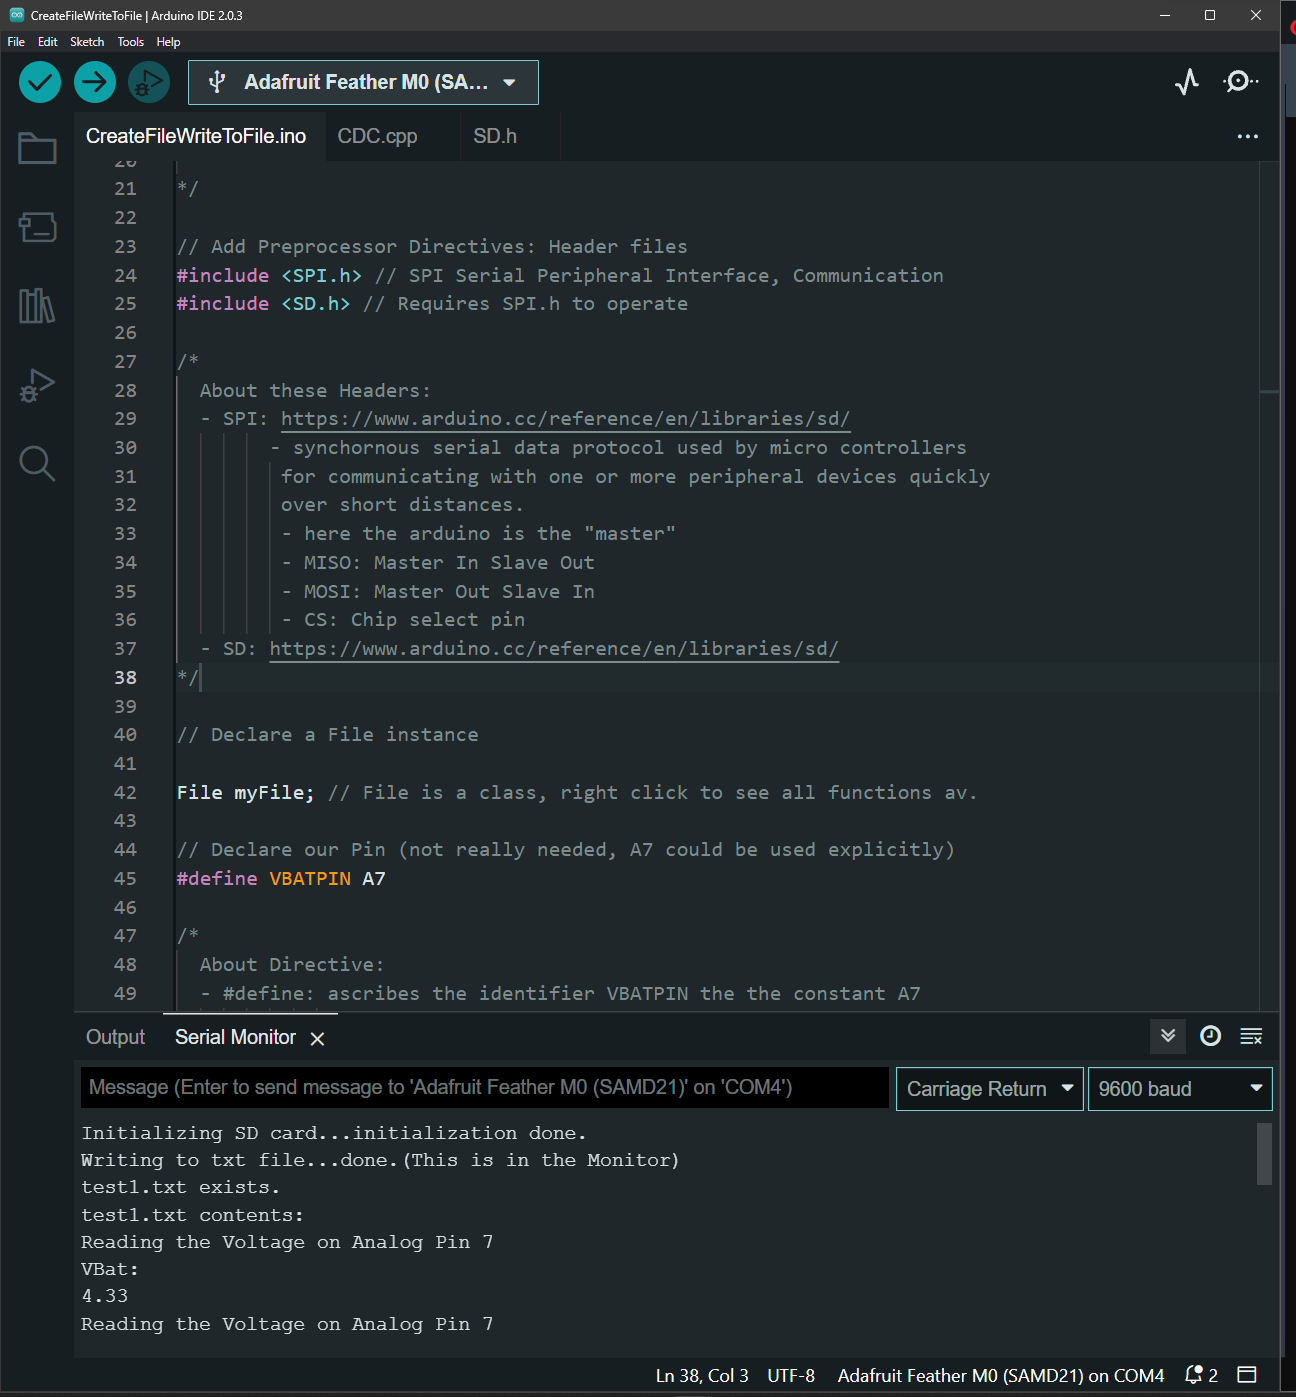 CreateFileWriteToFile | Arduino IDE 2.0.3
File Edit Sketch Tools Help
Adafruit Feather M0 (SA...
CreateFileWriteToFile.ino CDC.cpp SD.h
20
21 */
22
23 // Add Preprocessor Directives: Header files
24 #include <SPI.h> // SPI Serial Peripheral Interface, Communication
25 #include <SD.h> // Requires SPI.h to operate
26
27 /*
28 About these Headers:
29 - SPI: https://www.arduino.cc/reference/en/libraries/sd/
30 - synchornous serial data protocol used by micro controllers
31 for communicating with one or more peripheral devices quickly
32 over short distances.
33 - here the arduino is the "master"
34 - MISO: Master In Slave Out
35 - MOSI: Master Out Slave In
36 - CS: Chip select pin
37 - SD: https://www.arduino.cc/reference/en/libraries/sd/
38 */
39
40 // Declare a File instance
41
42 File myFile; // File is a class, right click to see all functions av.
43
44 // Declare our Pin (not really needed, A7 could be used explicitly)
45 #define VBATPIN A7
46
47 /*
48 About Directive:
49 - #define: ascribes the identifier VBATPIN the the constant A7
Output Serial Monitor
Message (Enter to send message to 'Adafruit Feather M0 (SAMD21)' on 'COM4') Carriage Return 9600 baud
Initializing SD card...initialization done.
Writing to txt file...done.(This is in the Monitor)
test1.txt exists.
test1.txt contents:
Reading the Voltage on Analog Pin 7
VBat:
4.33
Reading the Voltage on Analog Pin 7
Ln 38, Col 3 UTF-8 Adafruit Feather M0 (SAMD21) on COM4 2